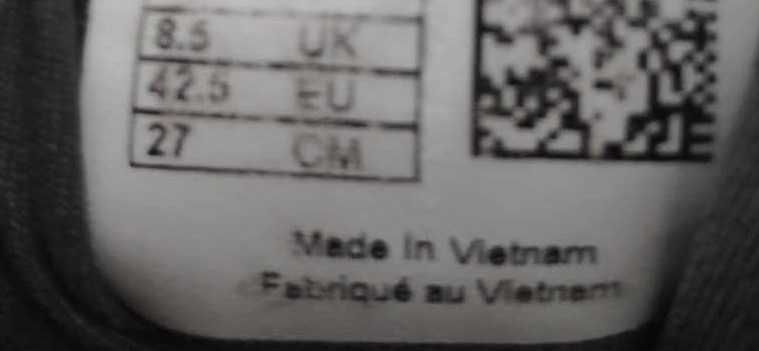 8.5 UK
42.5 EU
27 CM
Made in Vietnam
Fabriqué au Vietnam